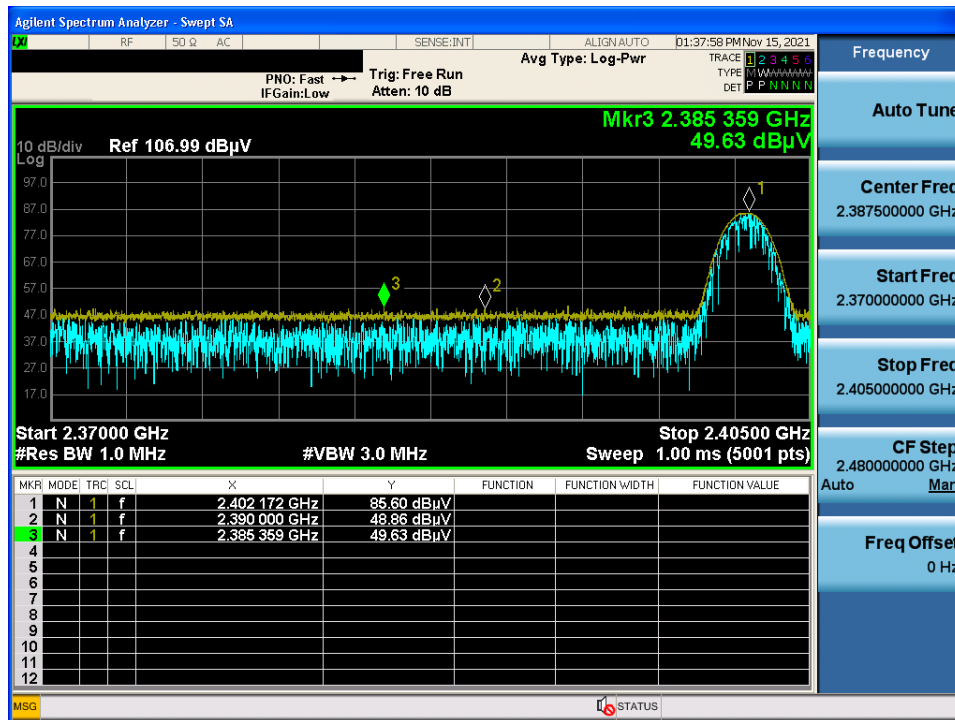 Agilent Spectrum Analyzer - Swept SA
LXI RF 50 Ω AC SENSE:INT ALIGN AUTO 01:37:58 PM Nov 15, 2021
Frequency
PNO: Fast
IFGain:Low
Trig: Free Run
Atten: 10 dB
Avg Type: Log-Pwr
TRACE 1 2 3 4 5 6
TYPE M WWWWW
DET P P N N N N
Auto Tune
Mkr3 2.385 359 GHz
49.63 dBµV
10 dB/div
Log
Ref 106.99 dBµV
97.0
87.0
77.0
67.0
57.0
47.0
37.0
27.0
17.0
1
2
3
Center Freq
2.387500000 GHz
Start Freq
2.370000000 GHz
Stop Freq
2.405000000 GHz
Start 2.37000 GHz Stop 2.40500 GHz
#Res BW 1.0 MHz #VBW 3.0 MHz Sweep 1.00 ms (5001 pts)
CF Step
2.480000000 GHz
Auto Man
MKR MODE TRC SCL X Y FUNCTION FUNCTION WIDTH FUNCTION VALUE
1 N 1 f 2.402 172 GHz 85.60 dBµV
2 N 1 f 2.390 000 GHz 48.86 dBµV
3 N 1 f 2.385 359 GHz 49.63 dBµV
4
5
6
7
8
9
10
11
12
Freq Offset
0 Hz
MSG STATUS